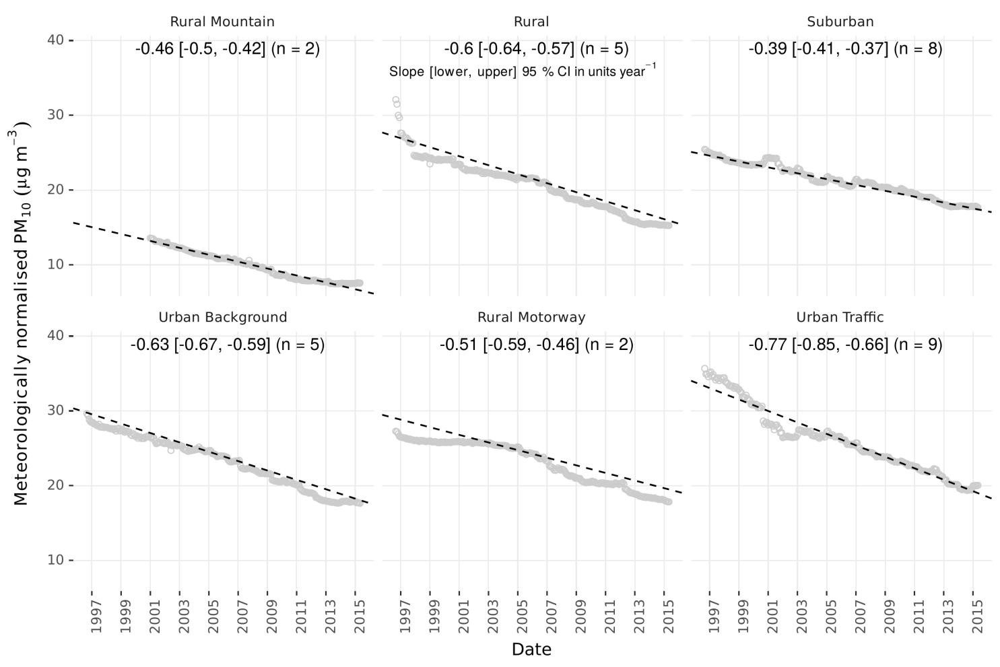 Rural Mountain
Rural
Suburban
-0.46 [-0.5, -0.42] (n = 2)
-0.6 [-0.64, -0.57] (n = 5)
-0.39 [-0.41, -0.37] (n = 8)
Slope [lower, upper] 95 % CI in units year⁻¹
40
30
20
10
Meteorologically normalised PM₁₀ (µg m⁻³)
Urban Background
Rural Motorway
Urban Traffic
-0.63 [-0.67, -0.59] (n = 5)
-0.51 [-0.59, -0.46] (n = 2)
-0.77 [-0.85, -0.66] (n = 9)
40
30
20
10
1997 1999 2001 2003 2005 2007 2009 2011 2013 2015
1997 1999 2001 2003 2005 2007 2009 2011 2013 2015
1997 1999 2001 2003 2005 2007 2009 2011 2013 2015
Date